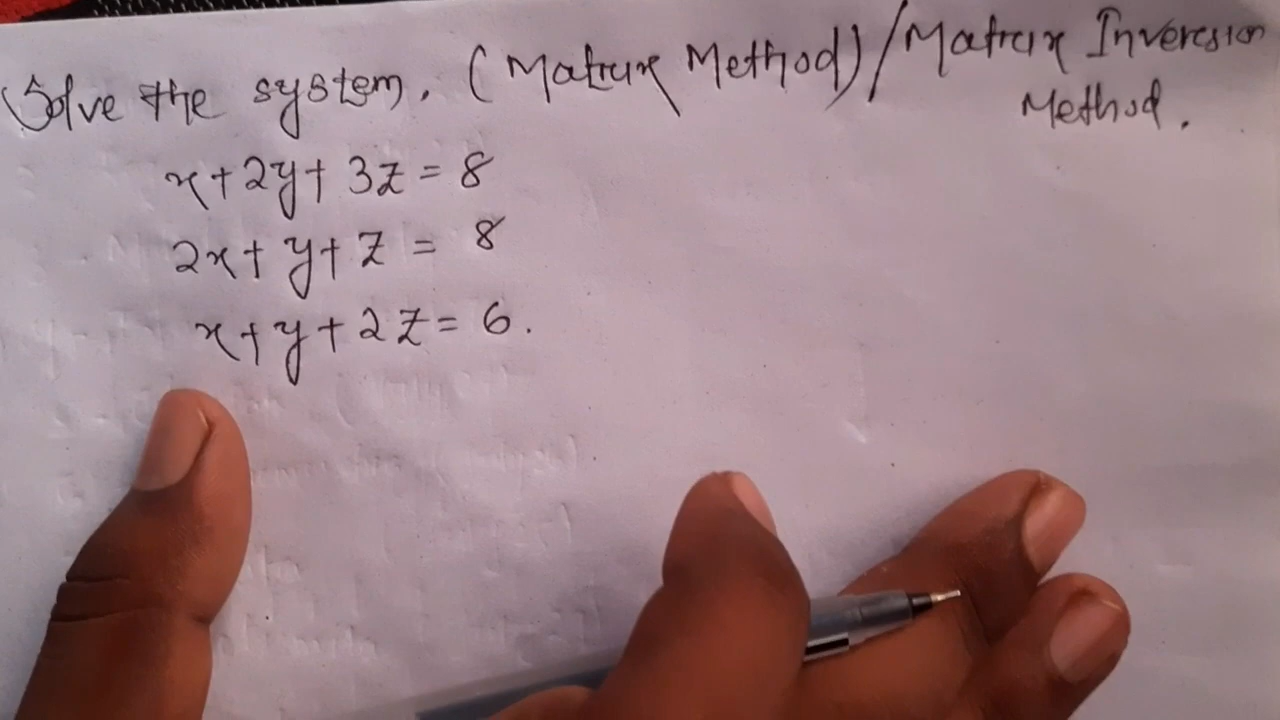 Solve the system. (Matrix Method)/Matrix Inversion
Method.
x+2y+3z=8
2x+y+z=8
x+y+2z=6.